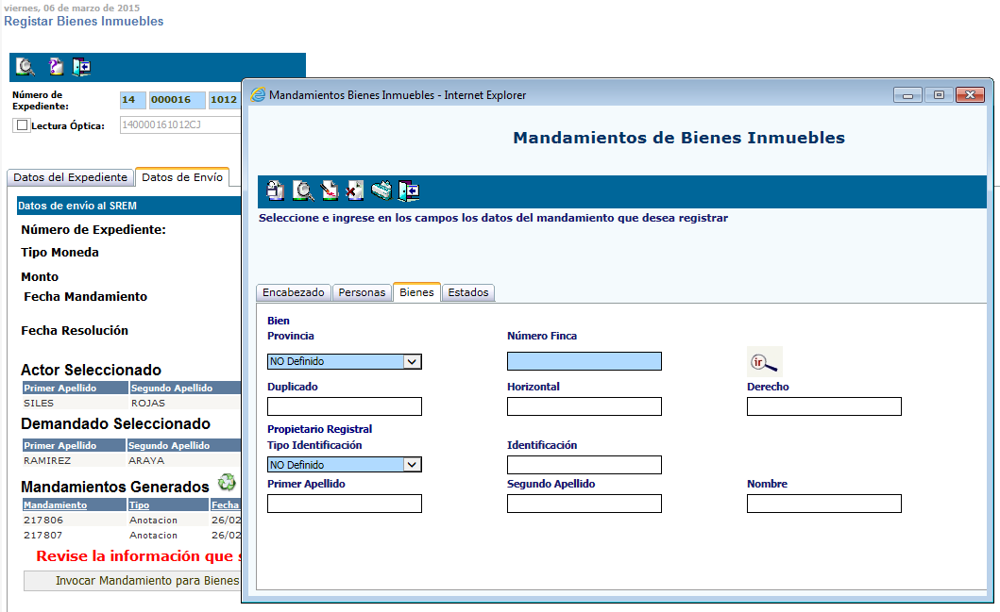 viernes, 06 de marzo de 2015
Registar Bienes Inmuebles
Número de Expediente: 14 000016 1012
Lectura Óptica: 140000161012CJ
Datos del Expediente Datos de Envío
Datos de envio al SREM
Número de Expediente:
Tipo Moneda
Monto
Fecha Mandamiento
Fecha Resolución
Actor Seleccionado
Primer Apellido Segundo Apellido
SILES ROJAS
Demandado Seleccionado
Primer Apellido Segundo Apellido
RAMIREZ ARAYA
Mandamientos Generados
Mandamiento Tipo Fecha
217806 Anotacion 26/02
217807 Anotacion 26/02
Revise la información que
Invocar Mandamiento para Bienes
Mandamientos Bienes Inmuebles - Internet Explorer
Mandamientos de Bienes Inmuebles
Seleccione e ingrese en los campos los datos del mandamiento que desea registrar
Encabezado Personas Bienes Estados
Bien
Provincia Número Finca
NO Definido ir
Duplicado Horizontal Derecho
Propietario Registral
Tipo Identificación Identificación
NO Definido
Primer Apellido Segundo Apellido Nombre